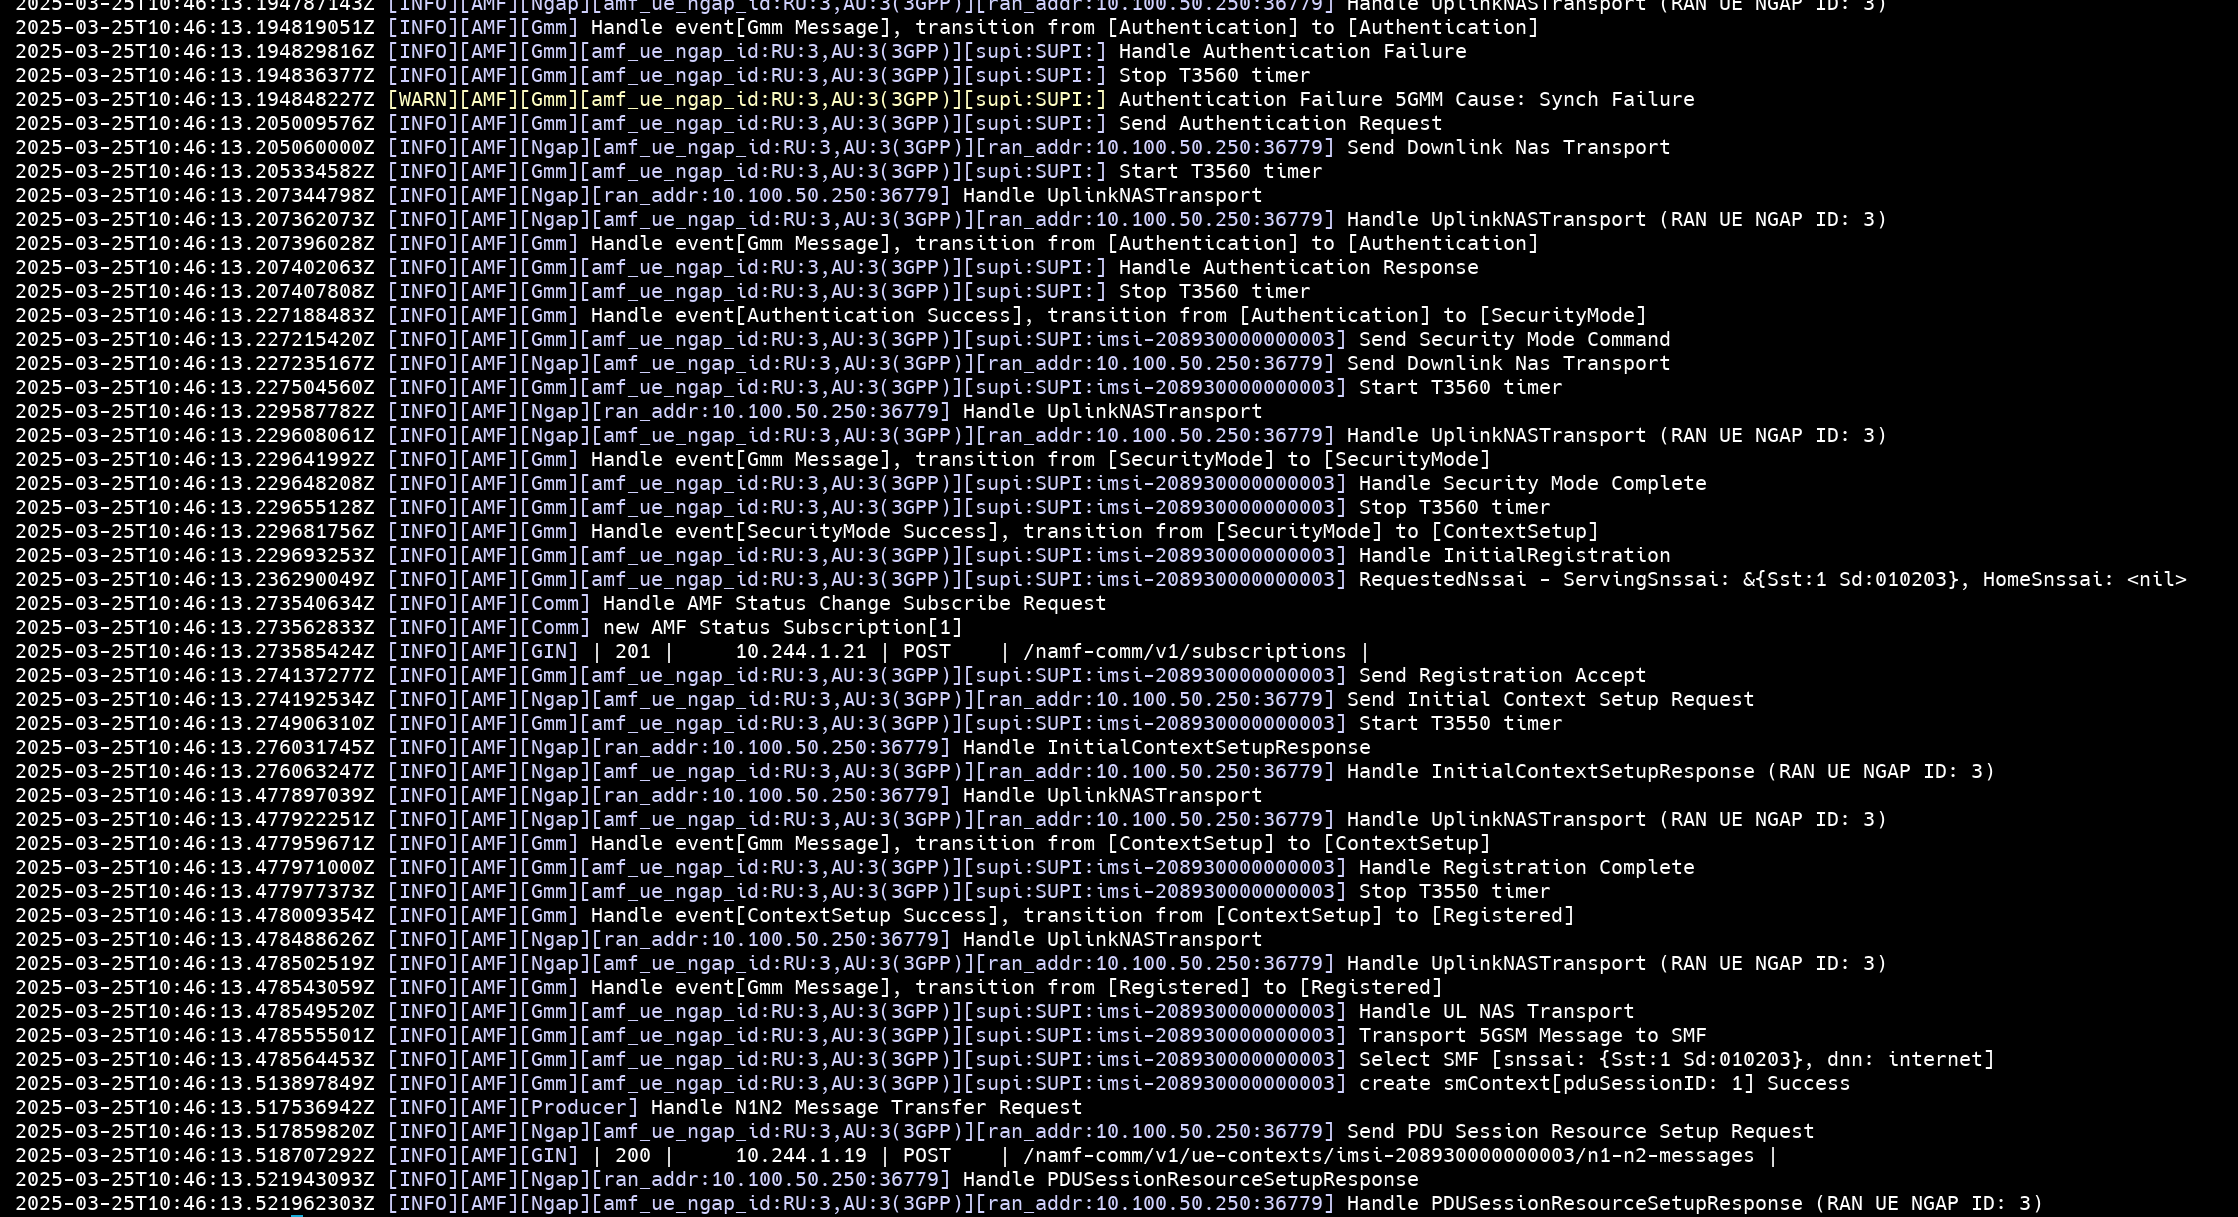 2025-03-25T10:46:13.194787143Z [INFO][AMF][Ngap][amf_ue_ngap_id:RU:3,AU:3(3GPP)][ran_addr:10.100.50.250:36779] Handle UplinkNASTransport (RAN UE NGAP ID: 3)
2025-03-25T10:46:13.194819051Z [INFO][AMF][Gmm] Handle event[Gmm Message], transition from [Authentication] to [Authentication]
2025-03-25T10:46:13.194829816Z [INFO][AMF][Gmm][amf_ue_ngap_id:RU:3,AU:3(3GPP)][supi:SUPI:] Handle Authentication Failure
2025-03-25T10:46:13.194836377Z [INFO][AMF][Gmm][amf_ue_ngap_id:RU:3,AU:3(3GPP)][supi:SUPI:] Stop T3560 timer
2025-03-25T10:46:13.194848227Z [WARN][AMF][Gmm][amf_ue_ngap_id:RU:3,AU:3(3GPP)][supi:SUPI:] Authentication Failure 5GMM Cause: Synch Failure
2025-03-25T10:46:13.205009576Z [INFO][AMF][Gmm][amf_ue_ngap_id:RU:3,AU:3(3GPP)][supi:SUPI:] Send Authentication Request
2025-03-25T10:46:13.205060000Z [INFO][AMF][Ngap][amf_ue_ngap_id:RU:3,AU:3(3GPP)][ran_addr:10.100.50.250:36779] Send Downlink Nas Transport
2025-03-25T10:46:13.205334582Z [INFO][AMF][Gmm][amf_ue_ngap_id:RU:3,AU:3(3GPP)][supi:SUPI:] Start T3560 timer
2025-03-25T10:46:13.207344798Z [INFO][AMF][Ngap][ran_addr:10.100.50.250:36779] Handle UplinkNASTransport
2025-03-25T10:46:13.207362073Z [INFO][AMF][Ngap][amf_ue_ngap_id:RU:3,AU:3(3GPP)][ran_addr:10.100.50.250:36779] Handle UplinkNASTransport (RAN UE NGAP ID: 3)
2025-03-25T10:46:13.207396028Z [INFO][AMF][Gmm] Handle event[Gmm Message], transition from [Authentication] to [Authentication]
2025-03-25T10:46:13.207402063Z [INFO][AMF][Gmm][amf_ue_ngap_id:RU:3,AU:3(3GPP)][supi:SUPI:] Handle Authentication Response
2025-03-25T10:46:13.207407808Z [INFO][AMF][Gmm][amf_ue_ngap_id:RU:3,AU:3(3GPP)][supi:SUPI:] Stop T3560 timer
2025-03-25T10:46:13.227188483Z [INFO][AMF][Gmm] Handle event[Authentication Success], transition from [Authentication] to [SecurityMode]
2025-03-25T10:46:13.227215420Z [INFO][AMF][Gmm][amf_ue_ngap_id:RU:3,AU:3(3GPP)][supi:SUPI:imsi-208930000000003] Send Security Mode Command
2025-03-25T10:46:13.227235167Z [INFO][AMF][Ngap][amf_ue_ngap_id:RU:3,AU:3(3GPP)][ran_addr:10.100.50.250:36779] Send Downlink Nas Transport
2025-03-25T10:46:13.227504560Z [INFO][AMF][Gmm][amf_ue_ngap_id:RU:3,AU:3(3GPP)][supi:SUPI:imsi-208930000000003] Start T3560 timer
2025-03-25T10:46:13.229587782Z [INFO][AMF][Ngap][ran_addr:10.100.50.250:36779] Handle UplinkNASTransport
2025-03-25T10:46:13.229608061Z [INFO][AMF][Ngap][amf_ue_ngap_id:RU:3,AU:3(3GPP)][ran_addr:10.100.50.250:36779] Handle UplinkNASTransport (RAN UE NGAP ID: 3)
2025-03-25T10:46:13.229641992Z [INFO][AMF][Gmm] Handle event[Gmm Message], transition from [SecurityMode] to [SecurityMode]
2025-03-25T10:46:13.229648208Z [INFO][AMF][Gmm][amf_ue_ngap_id:RU:3,AU:3(3GPP)][supi:SUPI:imsi-208930000000003] Handle Security Mode Complete
2025-03-25T10:46:13.229655128Z [INFO][AMF][Gmm][amf_ue_ngap_id:RU:3,AU:3(3GPP)][supi:SUPI:imsi-208930000000003] Stop T3560 timer
2025-03-25T10:46:13.229681756Z [INFO][AMF][Gmm] Handle event[SecurityMode Success], transition from [SecurityMode] to [ContextSetup]
2025-03-25T10:46:13.229693253Z [INFO][AMF][Gmm][amf_ue_ngap_id:RU:3,AU:3(3GPP)][supi:SUPI:imsi-208930000000003] Handle InitialRegistration
2025-03-25T10:46:13.236290049Z [INFO][AMF][Gmm][amf_ue_ngap_id:RU:3,AU:3(3GPP)][supi:SUPI:imsi-208930000000003] RequestedNssai - ServingSnssai: &{Sst:1 Sd:010203}, HomeSnssai: <nil>
2025-03-25T10:46:13.273540634Z [INFO][AMF][Comm] Handle AMF Status Change Subscribe Request
2025-03-25T10:46:13.273562833Z [INFO][AMF][Comm] new AMF Status Subscription[1]
2025-03-25T10:46:13.273585424Z [INFO][AMF][GIN] | 201 |     10.244.1.21 | POST    | /namf-comm/v1/subscriptions |
2025-03-25T10:46:13.274137277Z [INFO][AMF][Gmm][amf_ue_ngap_id:RU:3,AU:3(3GPP)][supi:SUPI:imsi-208930000000003] Send Registration Accept
2025-03-25T10:46:13.274192534Z [INFO][AMF][Ngap][amf_ue_ngap_id:RU:3,AU:3(3GPP)][ran_addr:10.100.50.250:36779] Send Initial Context Setup Request
2025-03-25T10:46:13.274906310Z [INFO][AMF][Gmm][amf_ue_ngap_id:RU:3,AU:3(3GPP)][supi:SUPI:imsi-208930000000003] Start T3550 timer
2025-03-25T10:46:13.276031745Z [INFO][AMF][Ngap][ran_addr:10.100.50.250:36779] Handle InitialContextSetupResponse
2025-03-25T10:46:13.276063247Z [INFO][AMF][Ngap][amf_ue_ngap_id:RU:3,AU:3(3GPP)][ran_addr:10.100.50.250:36779] Handle InitialContextSetupResponse (RAN UE NGAP ID: 3)
2025-03-25T10:46:13.477897039Z [INFO][AMF][Ngap][ran_addr:10.100.50.250:36779] Handle UplinkNASTransport
2025-03-25T10:46:13.477922251Z [INFO][AMF][Ngap][amf_ue_ngap_id:RU:3,AU:3(3GPP)][ran_addr:10.100.50.250:36779] Handle UplinkNASTransport (RAN UE NGAP ID: 3)
2025-03-25T10:46:13.477959671Z [INFO][AMF][Gmm] Handle event[Gmm Message], transition from [ContextSetup] to [ContextSetup]
2025-03-25T10:46:13.477971000Z [INFO][AMF][Gmm][amf_ue_ngap_id:RU:3,AU:3(3GPP)][supi:SUPI:imsi-208930000000003] Handle Registration Complete
2025-03-25T10:46:13.477977373Z [INFO][AMF][Gmm][amf_ue_ngap_id:RU:3,AU:3(3GPP)][supi:SUPI:imsi-208930000000003] Stop T3550 timer
2025-03-25T10:46:13.478009354Z [INFO][AMF][Gmm] Handle event[ContextSetup Success], transition from [ContextSetup] to [Registered]
2025-03-25T10:46:13.478488626Z [INFO][AMF][Ngap][ran_addr:10.100.50.250:36779] Handle UplinkNASTransport
2025-03-25T10:46:13.478502519Z [INFO][AMF][Ngap][amf_ue_ngap_id:RU:3,AU:3(3GPP)][ran_addr:10.100.50.250:36779] Handle UplinkNASTransport (RAN UE NGAP ID: 3)
2025-03-25T10:46:13.478543059Z [INFO][AMF][Gmm] Handle event[Gmm Message], transition from [Registered] to [Registered]
2025-03-25T10:46:13.478549520Z [INFO][AMF][Gmm][amf_ue_ngap_id:RU:3,AU:3(3GPP)][supi:SUPI:imsi-208930000000003] Handle UL NAS Transport
2025-03-25T10:46:13.478555501Z [INFO][AMF][Gmm][amf_ue_ngap_id:RU:3,AU:3(3GPP)][supi:SUPI:imsi-208930000000003] Transport 5GSM Message to SMF
2025-03-25T10:46:13.478564453Z [INFO][AMF][Gmm][amf_ue_ngap_id:RU:3,AU:3(3GPP)][supi:SUPI:imsi-208930000000003] Select SMF [snssai: {Sst:1 Sd:010203}, dnn: internet]
2025-03-25T10:46:13.513897849Z [INFO][AMF][Gmm][amf_ue_ngap_id:RU:3,AU:3(3GPP)][supi:SUPI:imsi-208930000000003] create smContext[pduSessionID: 1] Success
2025-03-25T10:46:13.517536942Z [INFO][AMF][Producer] Handle N1N2 Message Transfer Request
2025-03-25T10:46:13.517859820Z [INFO][AMF][Ngap][amf_ue_ngap_id:RU:3,AU:3(3GPP)][ran_addr:10.100.50.250:36779] Send PDU Session Resource Setup Request
2025-03-25T10:46:13.518707292Z [INFO][AMF][GIN] | 200 |     10.244.1.19 | POST    | /namf-comm/v1/ue-contexts/imsi-208930000000003/n1-n2-messages |
2025-03-25T10:46:13.521943093Z [INFO][AMF][Ngap][ran_addr:10.100.50.250:36779] Handle PDUSessionResourceSetupResponse
2025-03-25T10:46:13.521962303Z [INFO][AMF][Ngap][amf_ue_ngap_id:RU:3,AU:3(3GPP)][ran_addr:10.100.50.250:36779] Handle PDUSessionResourceSetupResponse (RAN UE NGAP ID: 3)